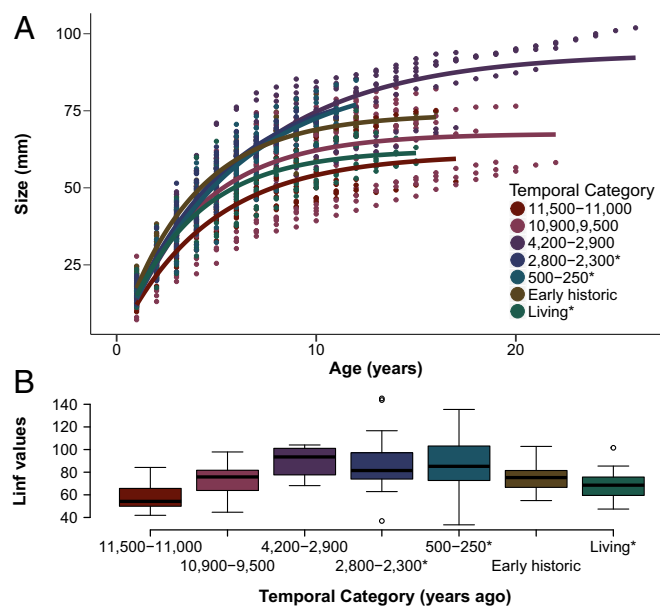 A
100
75
50
25
Size (mm)
0
10
20
Age (years)
Temporal Category
11,500−11,000
10,900,9,500
4,200−2,900
2,800−2,300*
500−250*
Early historic
Living*
B
140
120
100
80
60
40
Linf values
11,500−11,000
10,900−9,500
4,200−2,900
2,800−2,300*
500−250*
Early historic
Living*
Temporal Category (years ago)